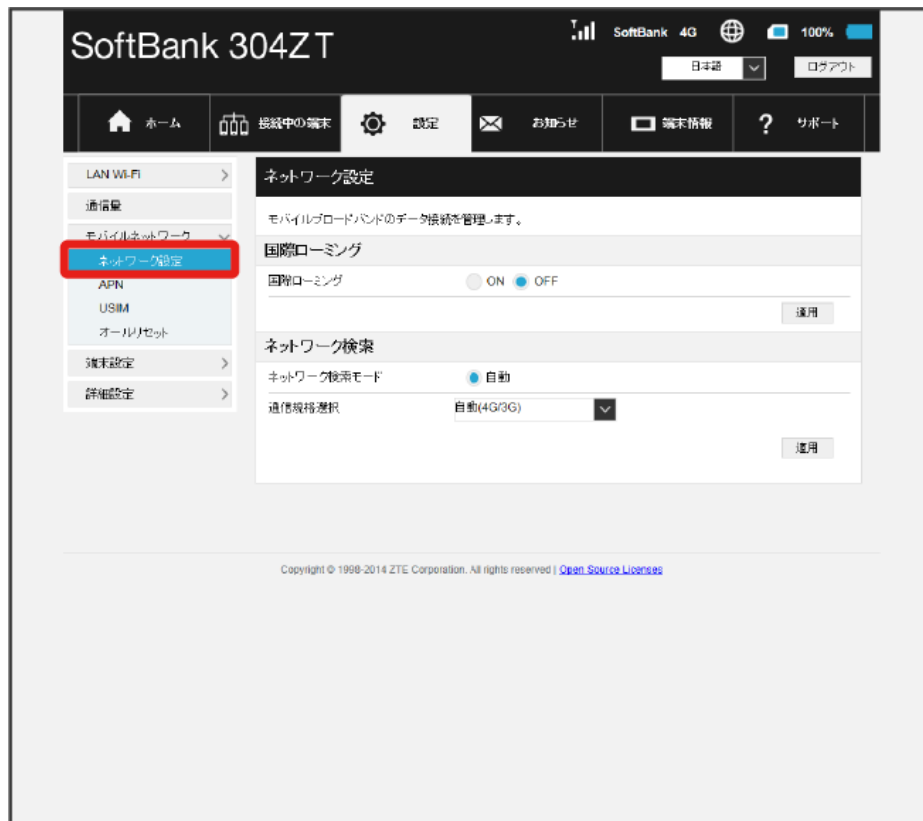 SoftBank 304ZT
SoftBank 4G 100%
日本語 ログアウト
ホーム 接続中の端末 設定 お知らせ 端末情報 ? サポート
LAN Wi-Fi
通信量
モバイルネットワーク
ネットワーク設定
APN
USIM
オールリセット
端末設定
詳細設定
ネットワーク設定
モバイルブロードバンドのデータ接続を管理します。
国際ローミング
国際ローミング ON OFF
適用
ネットワーク検索
ネットワーク検索モード 自動
通信規格選択 自動(4G/3G)
適用
Copyright © 1998-2014 ZTE Corporation. All rights reserved | Open Source Licenses